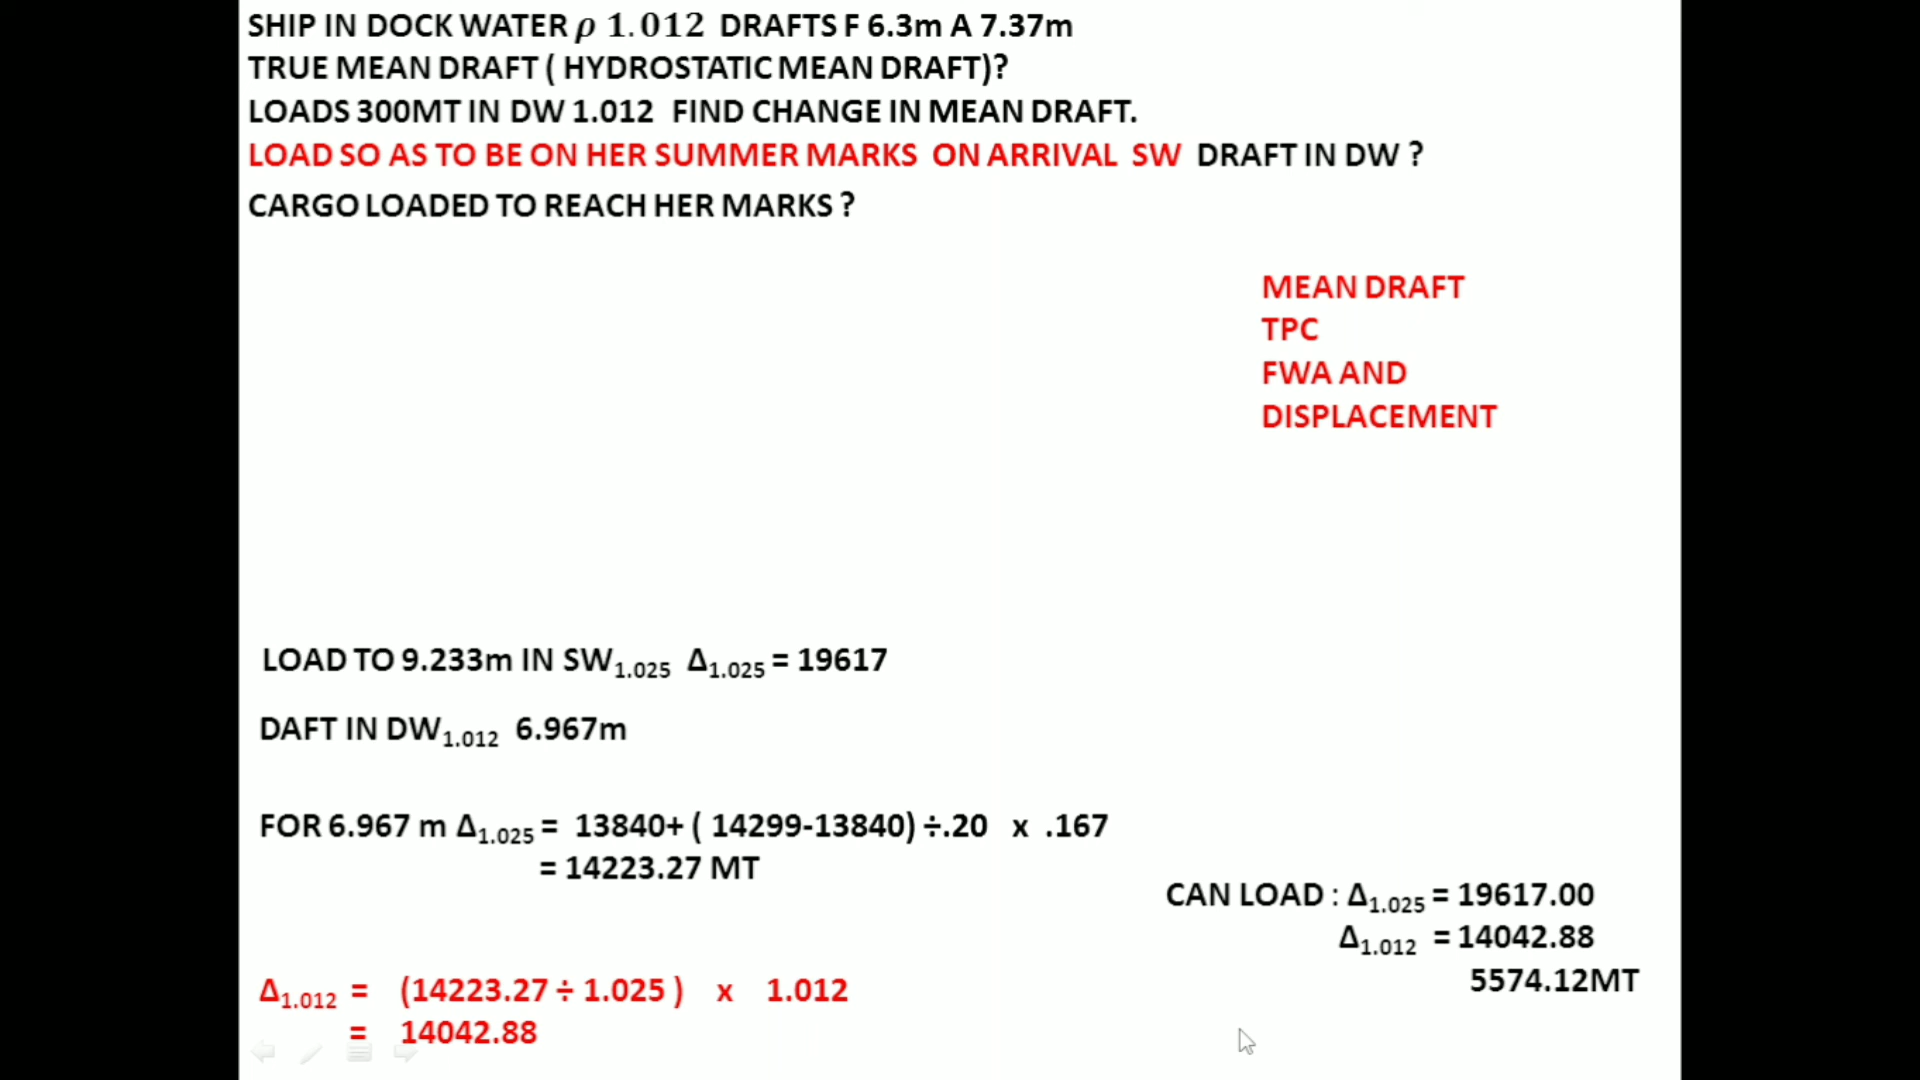 SHIP IN DOCK WATER ρ 1.012 DRAFTS F 6.3m A 7.37m
TRUE MEAN DRAFT ( HYDROSTATIC MEAN DRAFT)?
LOADS 300MT IN DW 1.012 FIND CHANGE IN MEAN DRAFT.
LOAD SO AS TO BE ON HER SUMMER MARKS ON ARRIVAL SW DRAFT IN DW ?
CARGO LOADED TO REACH HER MARKS ?
MEAN DRAFT
TPC
FWA AND
DISPLACEMENT
LOAD TO 9.233m IN SW₁.₀₂₅ Δ₁.₀₂₅ = 19617
DAFT IN DW₁.₀₁₂ 6.967m
FOR 6.967 m Δ₁.₀₂₅ = 13840+ ( 14299-13840) ÷.20 x .167
= 14223.27 MT
CAN LOAD : Δ₁.₀₂₅ = 19617.00
Δ₁.₀₁₂ = 14042.88
5574.12MT
Δ₁.₀₁₂ = (14223.27 ÷ 1.025 ) x 1.012
= 14042.88